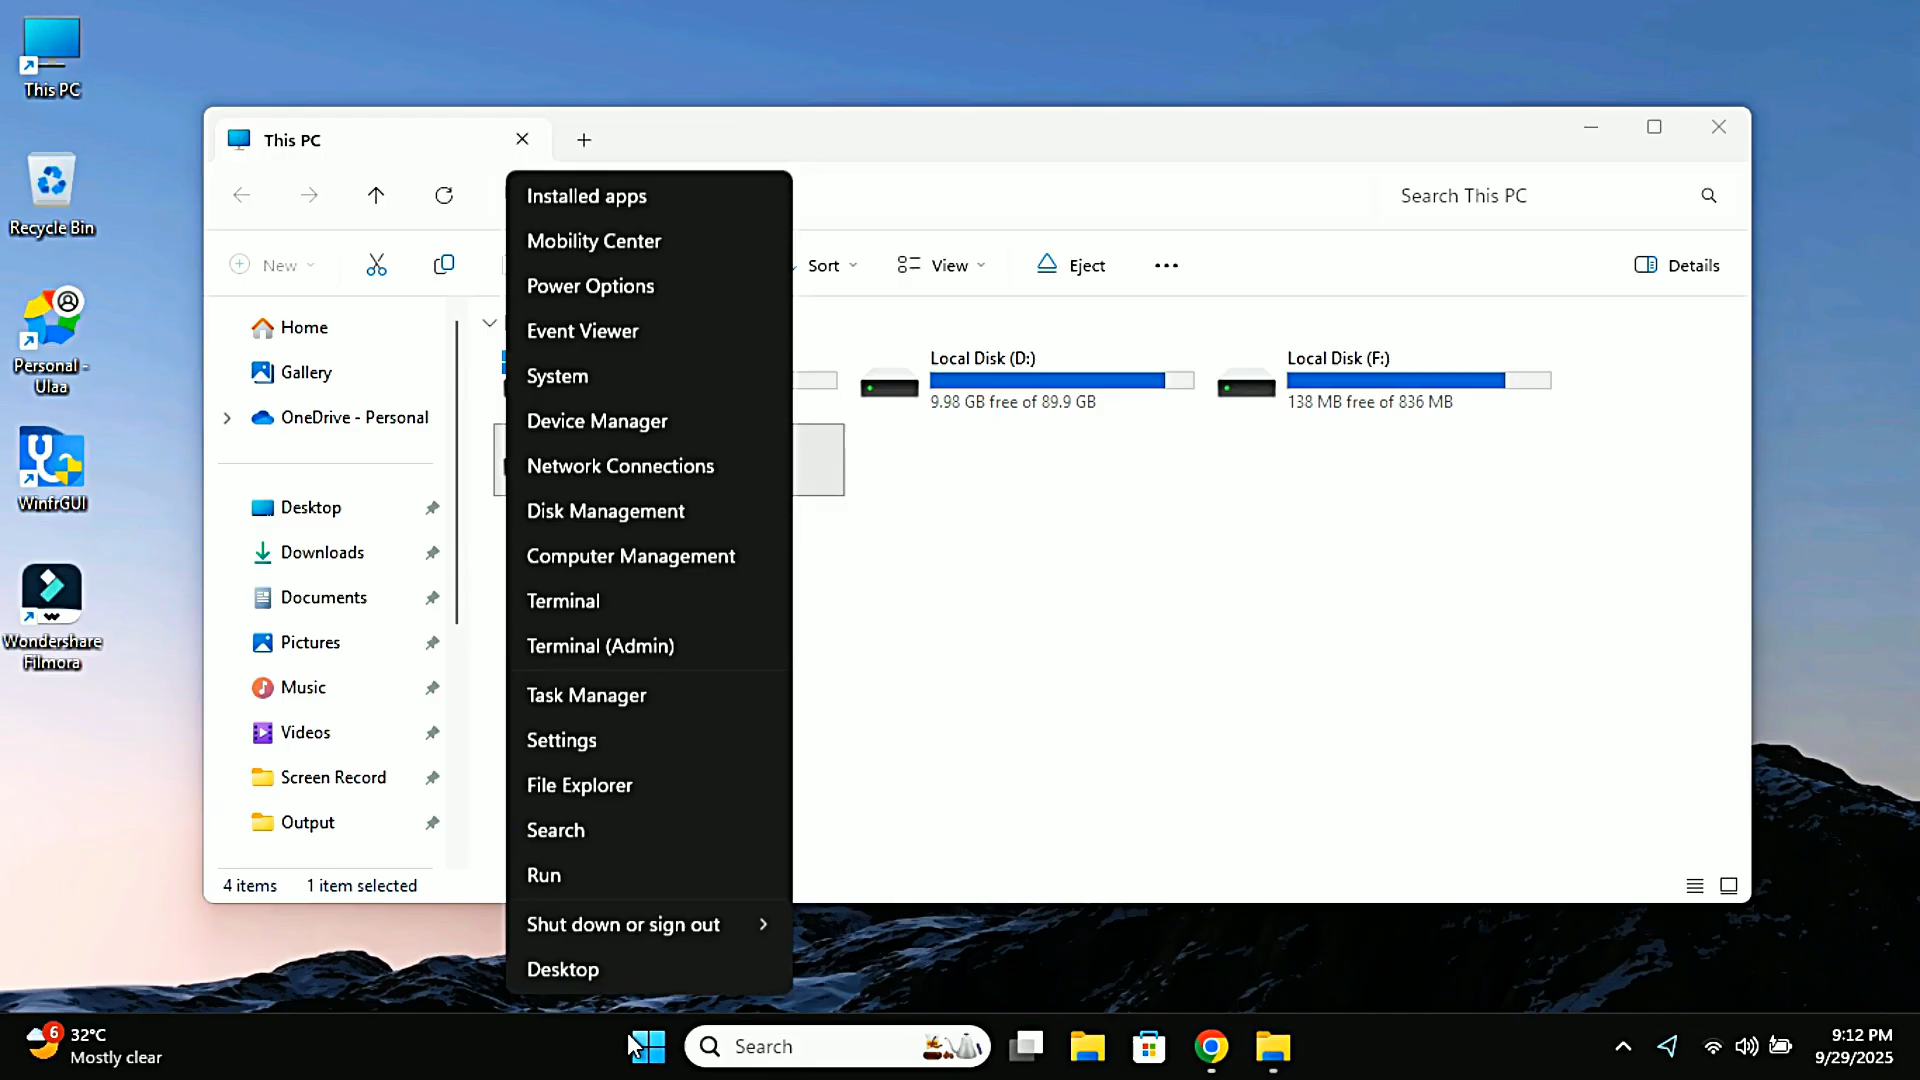 This PC
Recycle Bin
Personal -
Ulaa
WinfrGUI
Wondershare
Filmora
This PC
Search This PC
New
Sort
View
Eject
Details
Home
Gallery
OneDrive - Personal
Desktop
Downloads
Documents
Pictures
Music
Videos
Screen Record
Output
Local Disk (D:)
9.98 GB free of 89.9 GB
Local Disk (F:)
138 MB free of 836 MB
4 items 1 item selected
Installed apps
Mobility Center
Power Options
Event Viewer
System
Device Manager
Network Connections
Disk Management
Computer Management
Terminal
Terminal (Admin)
Task Manager
Settings
File Explorer
Search
Run
Shut down or sign out
Desktop
6
32°C
Mostly clear
Search
9:12 PM
9/29/2025